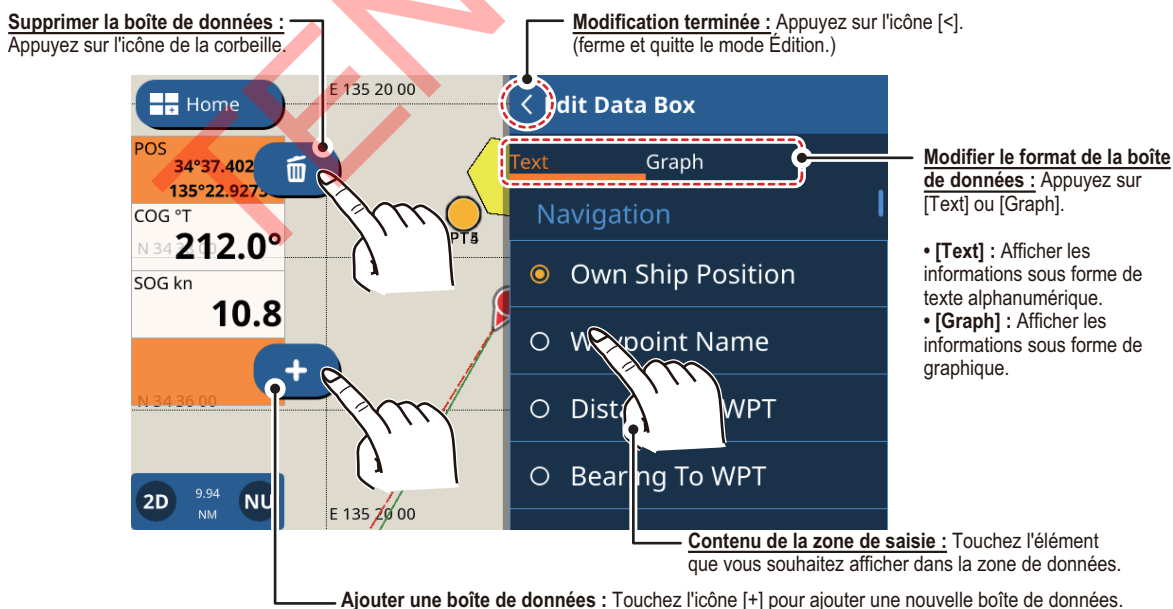 Supprimer la boîte de données :
Appuyez sur l'icône de la corbeille.
Modification terminée : Appuyez sur l'icône [<].
(ferme et quitte le mode Édition.)
Home
E 135 20 00
dit Data Box
POS
34°37.402
135°22.927
Text
Graph
Modifier le format de la boîte
de données : Appuyez sur
[Text] ou [Graph].
• [Text] : Afficher les
informations sous forme de
texte alphanumérique.
• [Graph] : Afficher les
informations sous forme de
graphique.
Navigation
COG °T
212.0°
Own Ship Position
SOG kn
10.8
Waypoint Name
N 34 36 00
WPT
Bearing To WPT
2D
9.94
NM
NU
E 135 20 00
Contenu de la zone de saisie : Touchez l'élément
que vous souhaitez afficher dans la zone de données.
Ajouter une boîte de données : Touchez l'icône [+] pour ajouter une nouvelle boîte de données.